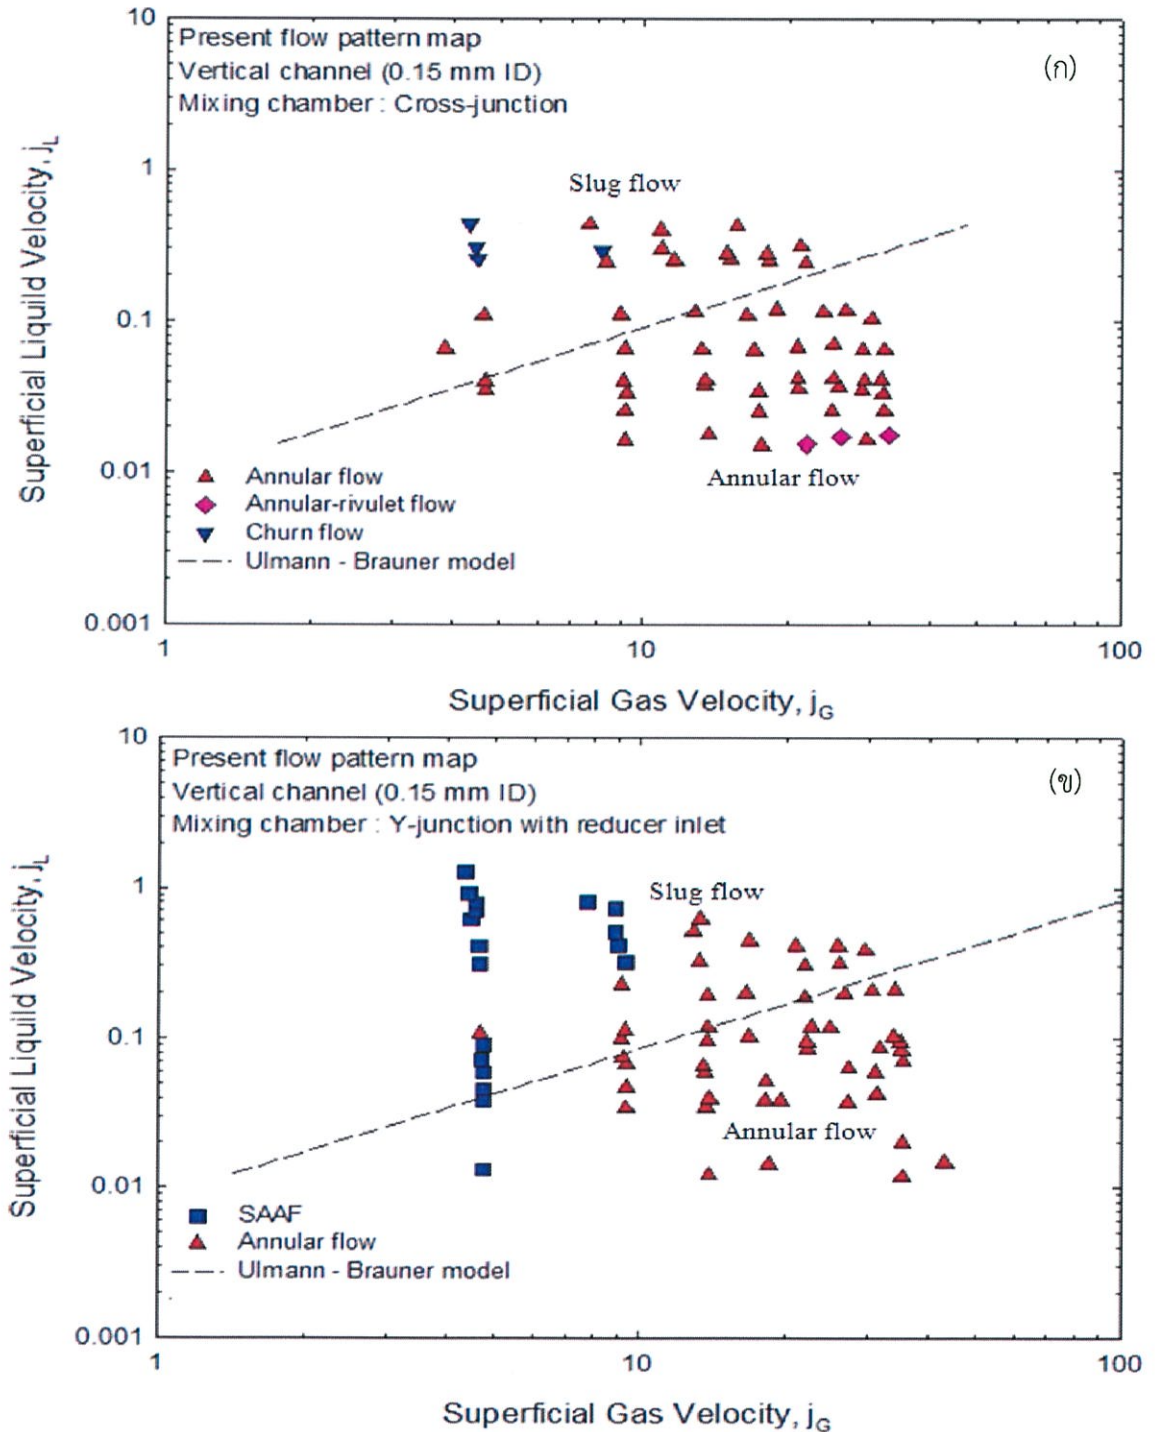 10
Present flow pattern map
(ก)
Vertical channel (0.15 mm ID)
Mixing chamber : Cross-junction
1
Slug flow
Superficial Liquild Velocity, jL
0.1
0.01
Annular flow
Annular flow
Annular-rivulet flow
Churn flow
Ulmann - Brauner model
0.001
1
10
100
Superficial Gas Velocity, jG
10
Present flow pattern map
(ข)
Vertical channel (0.15 mm ID)
Mixing chamber : Y-junction with reducer inlet
1
Slug flow
Superficial Liquild Velocity, jL
0.1
Annular flow
0.01
SAAF
Annular flow
Ulmann - Brauner model
0.001
1
10
100
Superficial Gas Velocity, jG